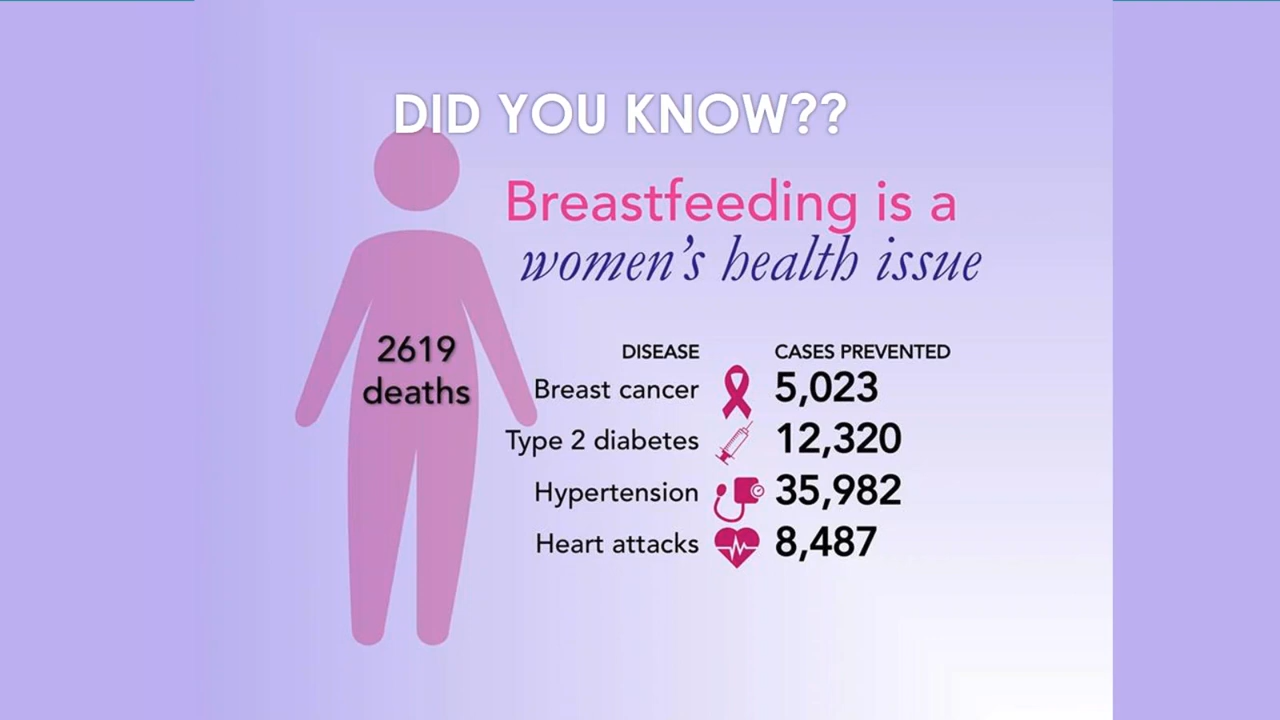 DID YOU KNOW??
Breastfeeding is a
women's health issue
2619
deaths
DISEASE CASES PREVENTED
Breast cancer 5,023
Type 2 diabetes 12,320
Hypertension 35,982
Heart attacks 8,487